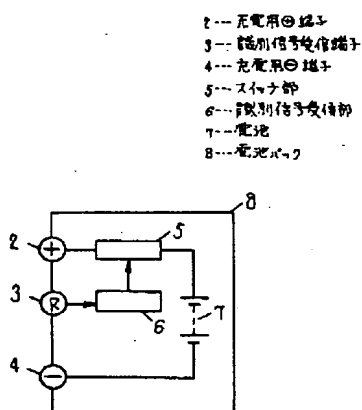 2---充電用⊕端子
3---識別信号受信端子
4---充電用⊖端子
5---スイッチ部
6---識別信号受信部
7---電池
8---電池パック
8
2
+
5
3
R
6
7
4
−